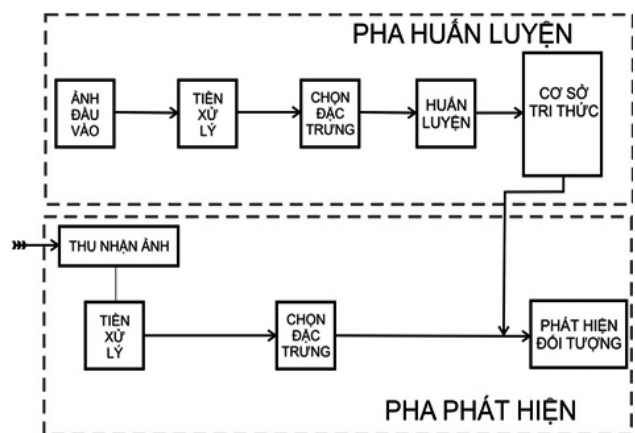 PHA HUẤN LUYỆN
ẢNH
ĐẦU
VÀO
TIỀN
XỬ
LÝ
CHỌN
ĐẶC
TRƯNG
HUẤN
LUYỆN
CƠ SỞ
TRI THỨC
THU NHẬN ẢNH
TIỀN
XỬ
LÝ
CHỌN
ĐẶC
TRƯNG
PHÁT HIỆN
ĐỐI TƯỢNG
PHA PHÁT HIỆN